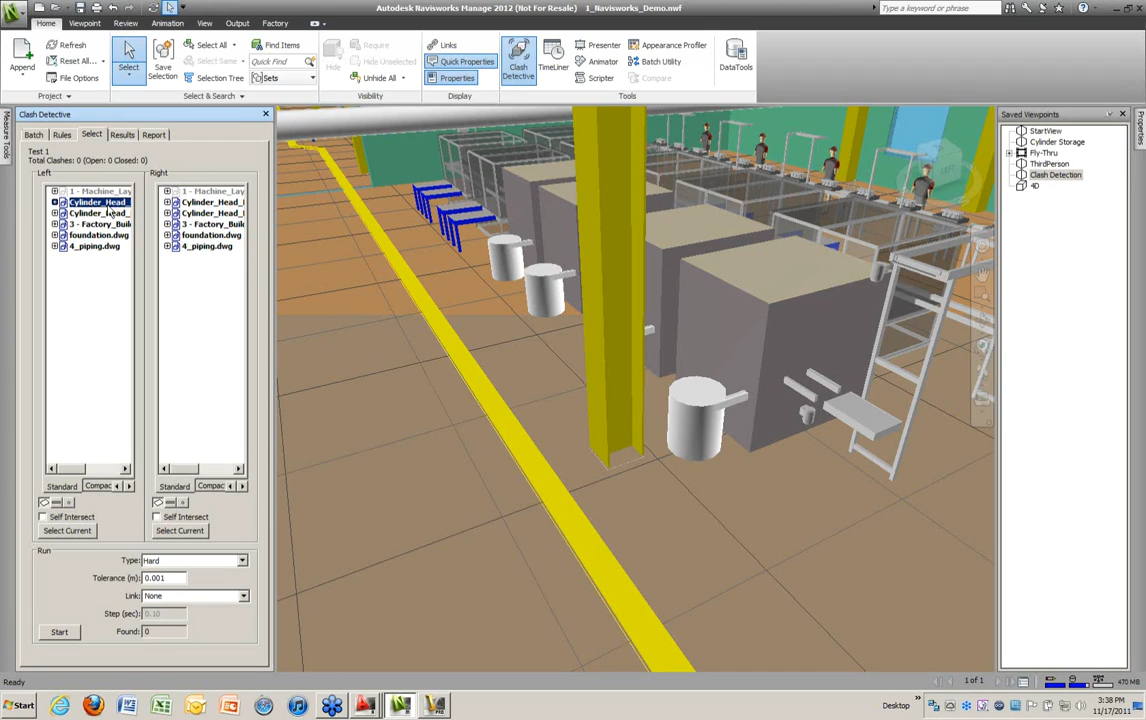 Autodesk Navisworks Manage 2012 (Not For Resale)   1_Navisworks_Demo.nwf
Type a keyword or phrase
Home Viewpoint Review Animation View Output Factory
Append
Refresh
Reset All...
File Options
Project
Select
Save Selection
Select All
Select Same
Selection Tree
Find Items
Quick Find
Sets
Select & Search
Hide
Require
Hide Unselected
Unhide All
Visibility
Links
Quick Properties
Properties
Display
Clash Detective
TimeLiner
Presenter
Animator
Scripter
Appearance Profiler
Batch Utility
Compare
Tools
DataTools
Measure Tools
Clash Detective
Batch Rules Select Results Report
Test 1
Total Clashes: 0 (Open: 0 Closed: 0)
Left
1 - Machine_Lay
Cylinder_Head_
Cylinder_Head_
3 - Factory_Buil
foundation.dwg
4_piping.dwg
Standard Compac
Self Intersect
Select Current
Right
1 - Machine_Lay
Cylinder_Head_I
Cylinder_Head_I
3 - Factory_Buil
foundation.dwg
4_piping.dwg
Standard Compac
Self Intersect
Select Current
Run
Type: Hard
Tolerance (m): 0.001
Link: None
Step (sec): 0.10
Start
Found: 0
LEFT
Saved Viewpoints
StartView
Cylinder Storage
Fly-Thru
ThirdPerson
Clash Detection
4D
Properties
Ready
1 of 1
470 MB
Start
Desktop
3:38 PM
11/17/2011